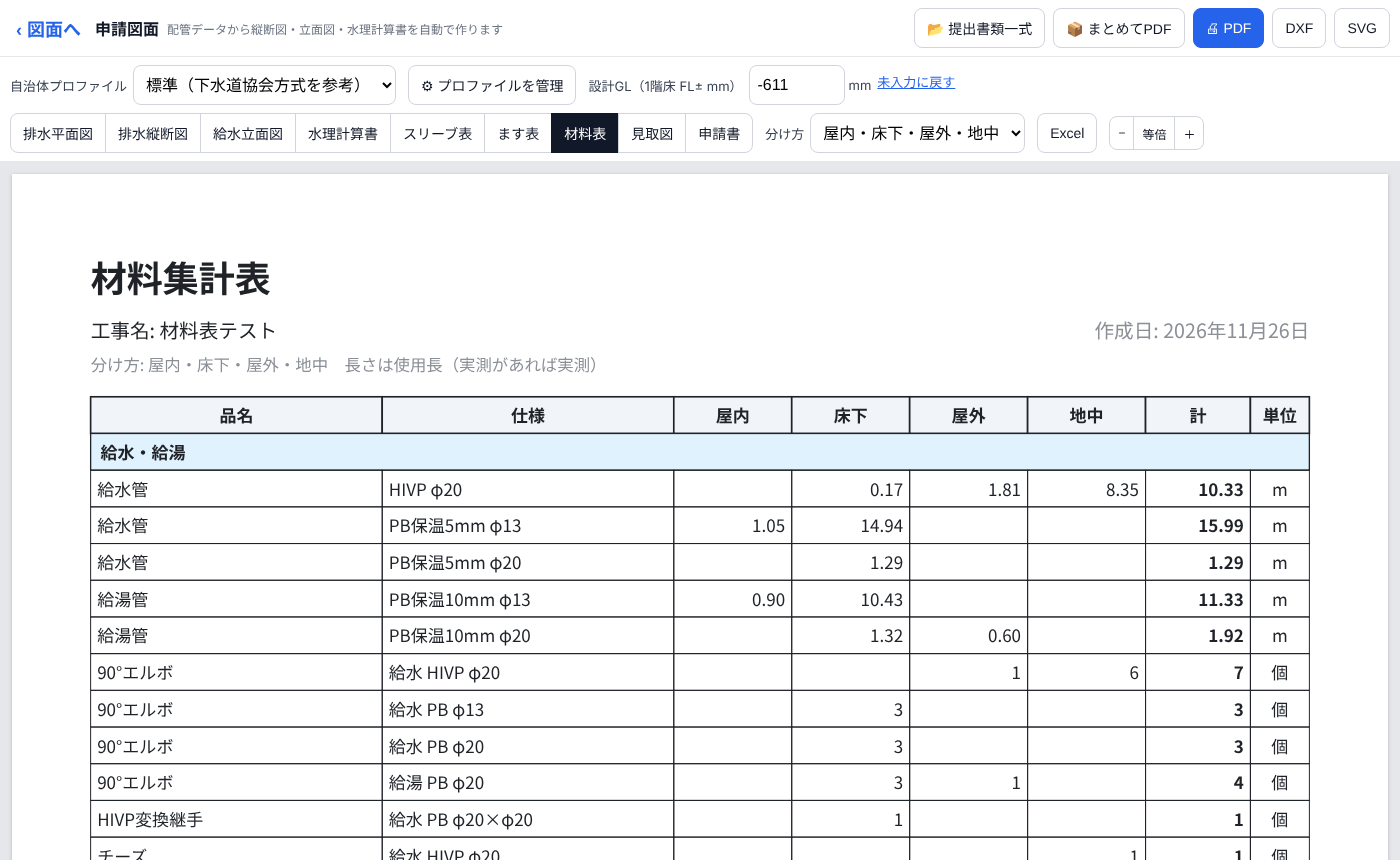 ‹ 図面へ 申請図面 配管データから縦断図・立面図・水理計算書を自動で作ります 📂 提出書類一式 📦 まとめてPDF 🖨 PDF DXF SVG
自治体プロファイル 標準（下水道協会方式を参考） ⚙ プロファイルを管理 設計GL（1階床 FL± mm） -611 mm 未入力に戻す
排水平面図 排水縦断図 給水立面図 水理計算書 スリーブ表 ます表 材料表 見取図 申請書 分け方 屋内・床下・屋外・地中 Excel － 等倍 ＋
材料集計表
工事名: 材料表テスト 作成日: 2026年11月26日
分け方: 屋内・床下・屋外・地中 長さは使用長（実測があれば実測）
品名 仕様 屋内 床下 屋外 地中 計 単位
給水・給湯
給水管 HIVP φ20 0.17 1.81 8.35 10.33 m
給水管 PB保温5mm φ13 1.05 14.94 15.99 m
給水管 PB保温5mm φ20 1.29 1.29 m
給湯管 PB保温10mm φ13 0.90 10.43 11.33 m
給湯管 PB保温10mm φ20 1.32 0.60 1.92 m
90°エルボ 給水 HIVP φ20 1 6 7 個
90°エルボ 給水 PB φ13 3 3 個
90°エルボ 給水 PB φ20 3 3 個
90°エルボ 給湯 PB φ20 3 1 4 個
HIVP変換継手 給水 PB φ20×φ20 1 1 個
チーズ 給水 HIVP φ20 1 1 個